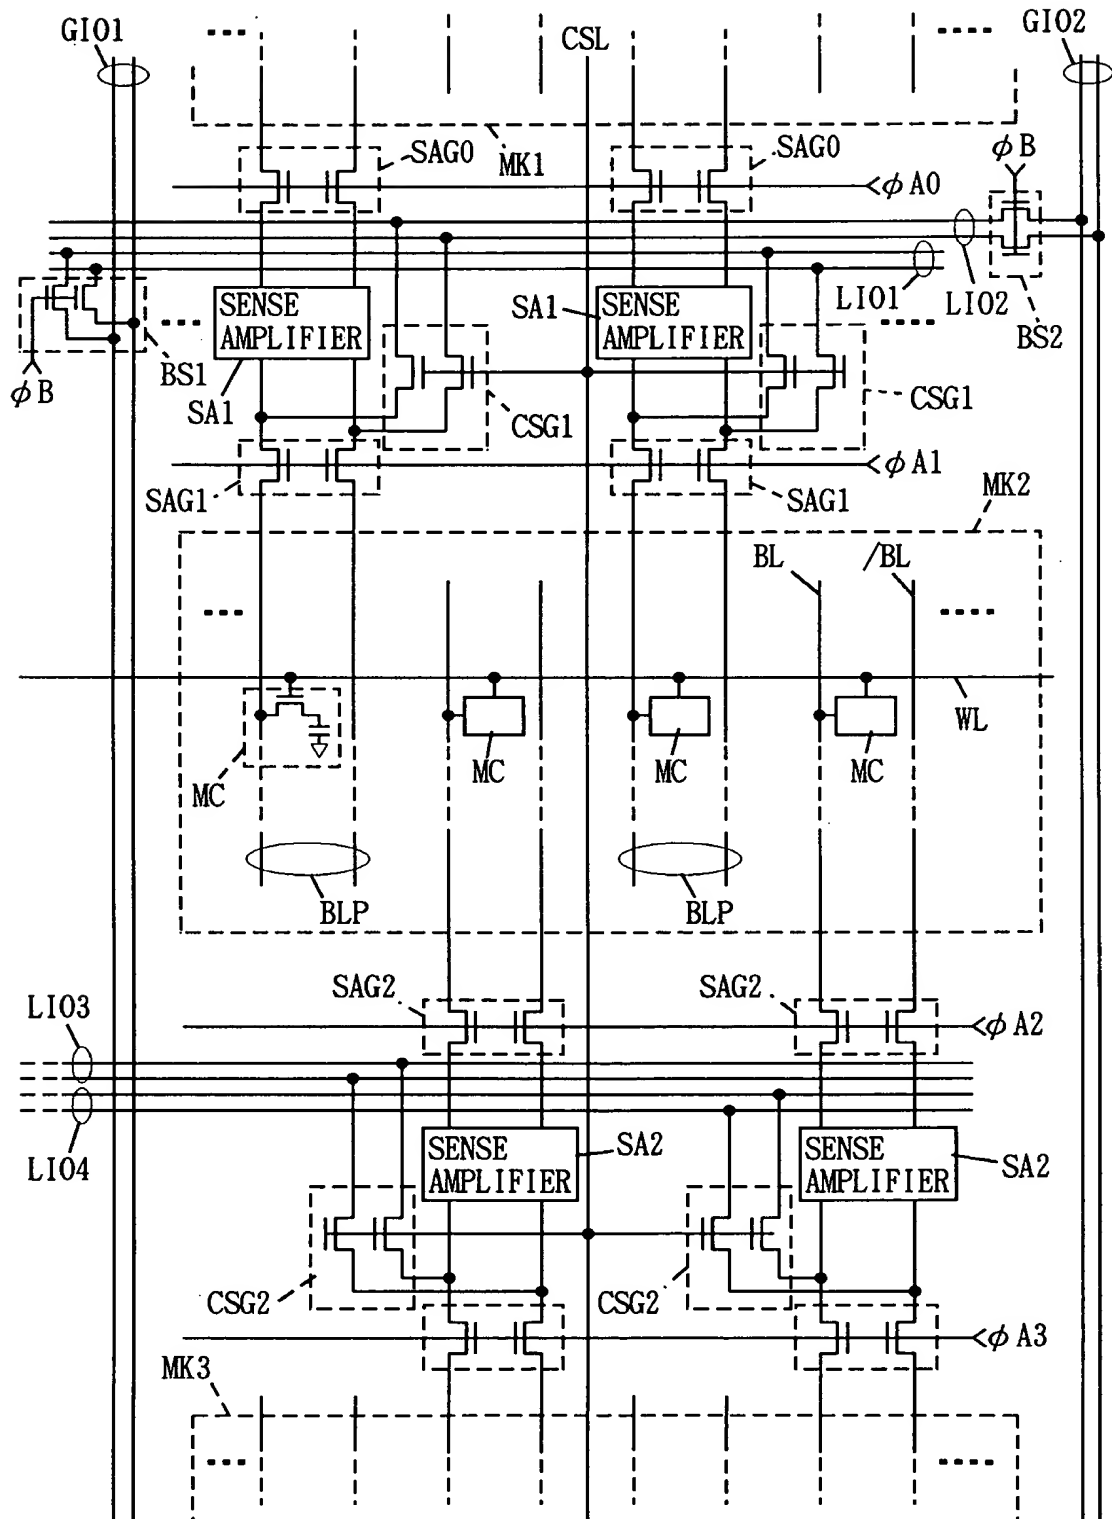 GIO1
CSL
GIO2
SAG0
MK1
SAG0
φB
φA0
LIO1
LIO2
BS2
SENSE
AMPLIFIER
SA1
SENSE
AMPLIFIER
φB
BS1
SA1
CSG1
CSG1
φA1
SAG1
SAG1
MK2
BL
/BL
WL
MC
MC
MC
MC
BLP
BLP
SAG2
SAG2
LIO3
φA2
LIO4
SENSE
AMPLIFIER
SA2
SENSE
AMPLIFIER
SA2
CSG2
CSG2
φA3
MK3